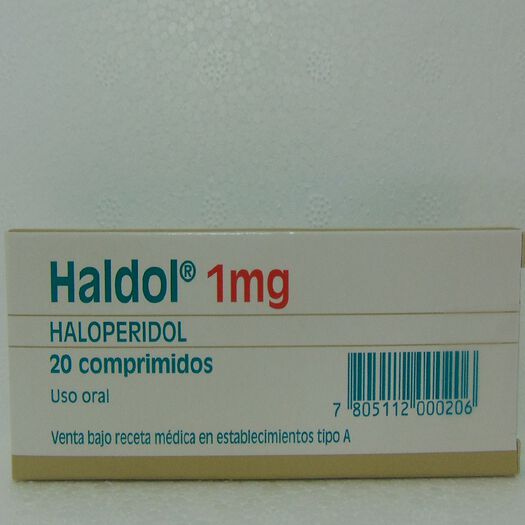 Haldol® 1mg
HALOPERIDOL
20 comprimidos
Uso oral
7 805112 000206
Venta bajo receta médica en establecimientos tipo A